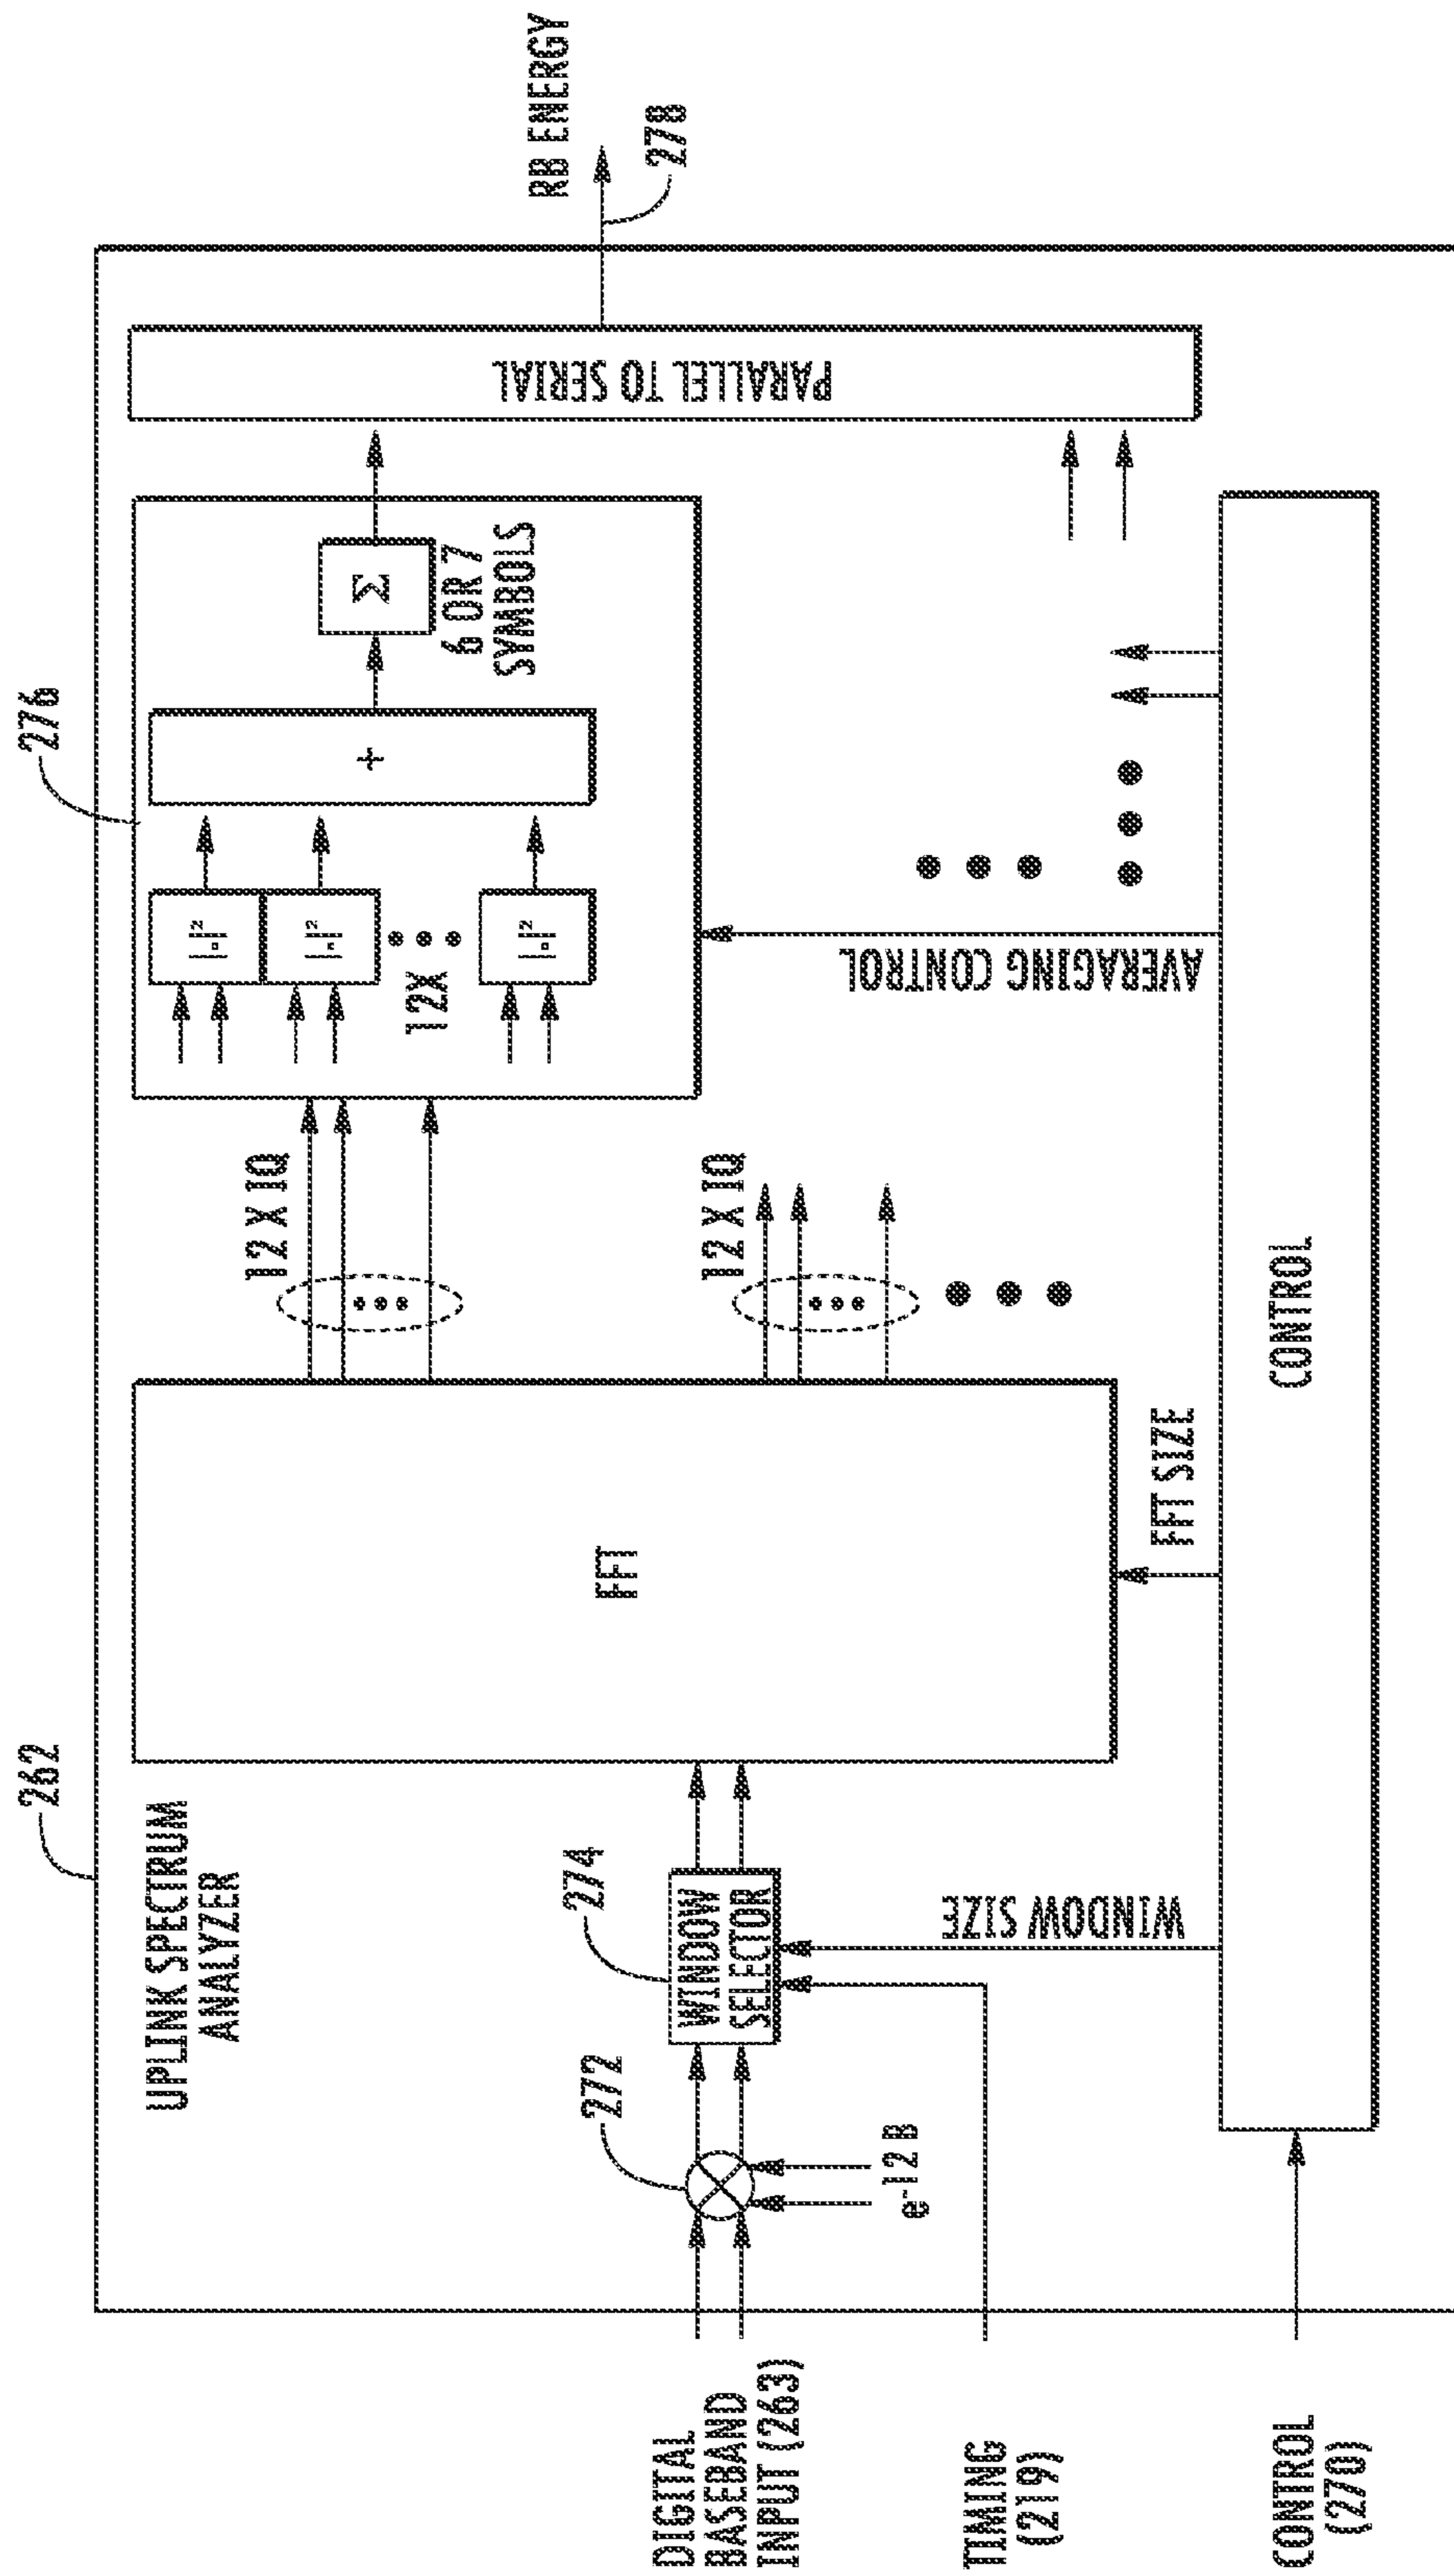 262
276
UPLINK SPECTRUM
ANALYZER
DIGITAL
BASEBAND
INPUT (263)
272
e-12B
274
WINDOW
SELECTOR
FFT
12 X IQ
12 X IQ
|.|²
|.|²
12X
|.|²
+
Σ
6 OR 7
SYMBOLS
PARALLEL TO SERIAL
RB ENERGY
278
TIMING
(219)
WINDOW SIZE
FFT SIZE
AVERAGING CONTROL
CONTROL
(270)
CONTROL